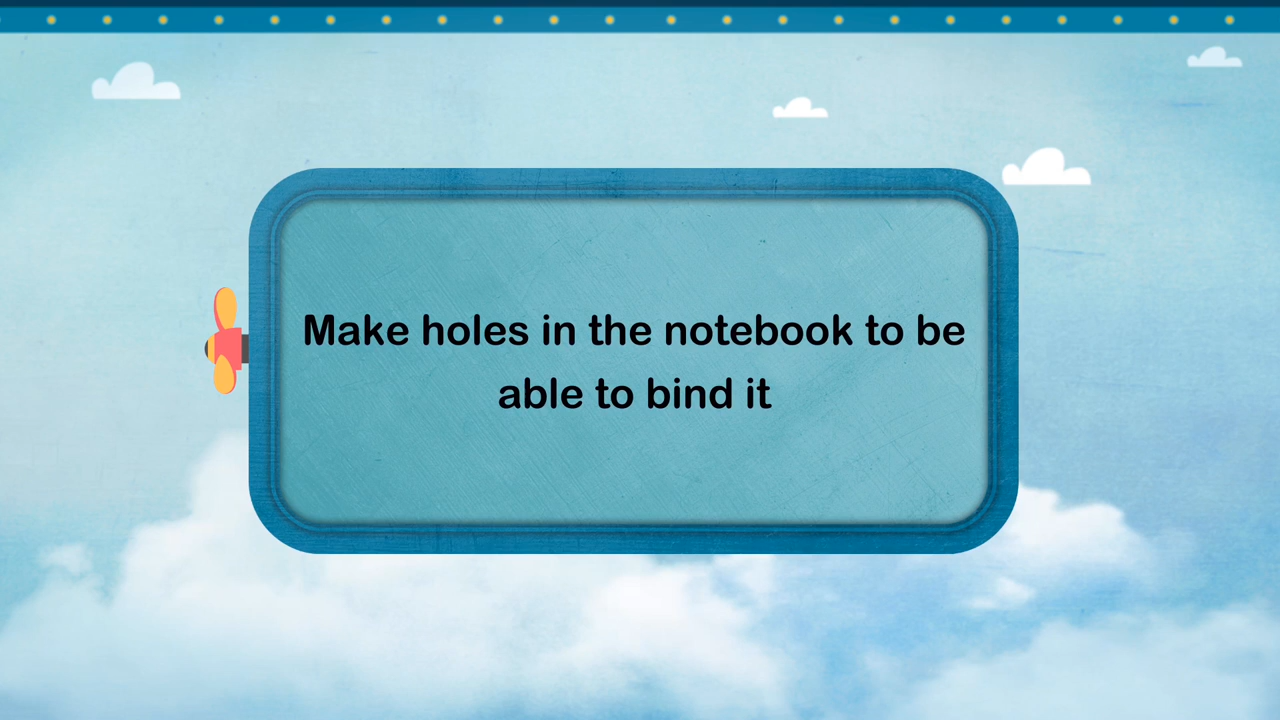 Make holes in the notebook to be
able to bind it